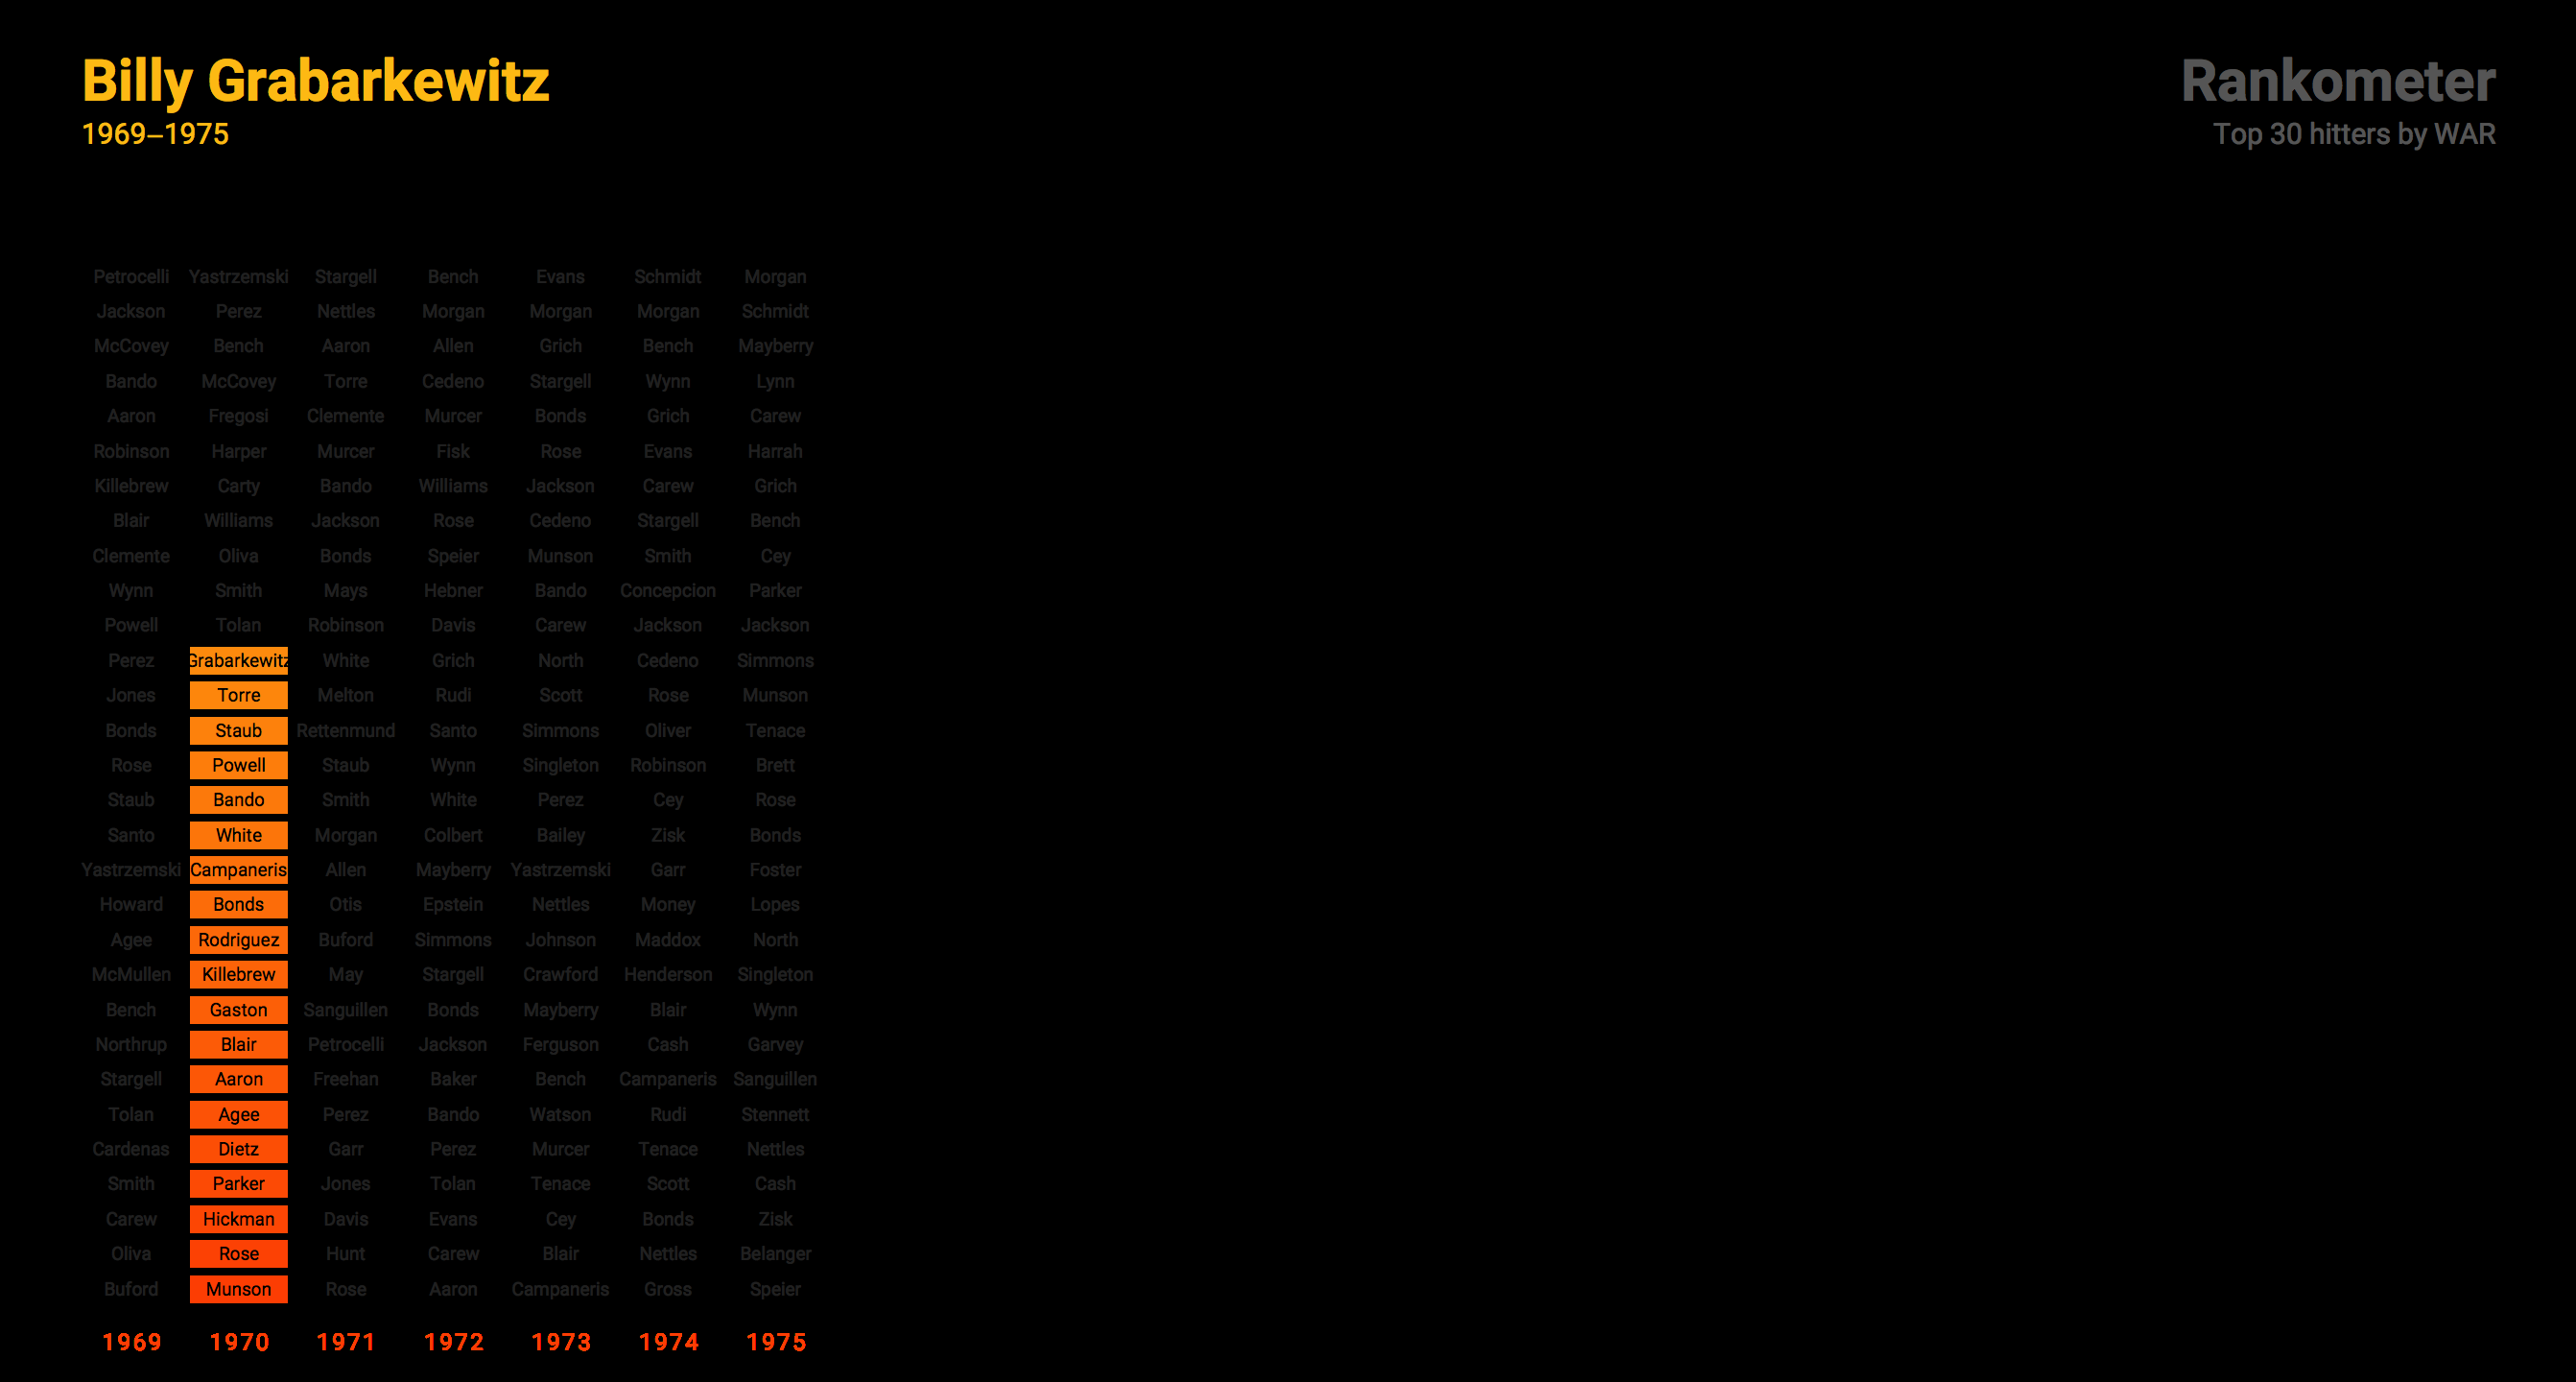 Billy Grabarkewitz
1969–1975
Rankometer
Top 30 hitters by WAR
Petrocelli Yastrzemski Stargell Bench Evans Schmidt Morgan
Jackson Perez Nettles Morgan Morgan Morgan Schmidt
McCovey Bench Aaron Allen Grich Bench Mayberry
Bando McCovey Torre Cedeno Stargell Wynn Lynn
Aaron Fregosi Clemente Murcer Bonds Grich Carew
Robinson Harper Murcer Fisk Rose Evans Harrah
Killebrew Carty Bando Williams Jackson Carew Grich
Blair Williams Jackson Rose Cedeno Stargell Bench
Clemente Oliva Bonds Speier Munson Smith Cey
Wynn Smith Mays Hebner Bando Concepcion Parker
Powell Tolan Robinson Davis Carew Jackson Jackson
Perez Grabarkewitz White Grich North Cedeno Simmons
Jones Torre Melton Rudi Scott Rose Munson
Bonds Staub Rettenmund Santo Simmons Oliver Tenace
Rose Powell Staub Wynn Singleton Robinson Brett
Staub Bando Smith White Perez Cey Rose
Santo White Morgan Colbert Bailey Zisk Bonds
Yastrzemski Campaneris Allen Mayberry Yastrzemski Garr Foster
Howard Bonds Otis Epstein Nettles Money Lopes
Agee Rodriguez Buford Simmons Johnson Maddox North
McMullen Killebrew May Stargell Crawford Henderson Singleton
Bench Gaston Sanguillen Bonds Mayberry Blair Wynn
Northrup Blair Petrocelli Jackson Ferguson Cash Garvey
Stargell Aaron Freehan Baker Bench Campaneris Sanguillen
Tolan Agee Perez Bando Watson Rudi Stennett
Cardenas Dietz Garr Perez Murcer Tenace Nettles
Smith Parker Jones Tolan Tenace Scott Cash
Carew Hickman Davis Evans Cey Bonds Zisk
Oliva Rose Hunt Carew Blair Nettles Belanger
Buford Munson Rose Aaron Campaneris Gross Speier
1969 1970 1971 1972 1973 1974 1975